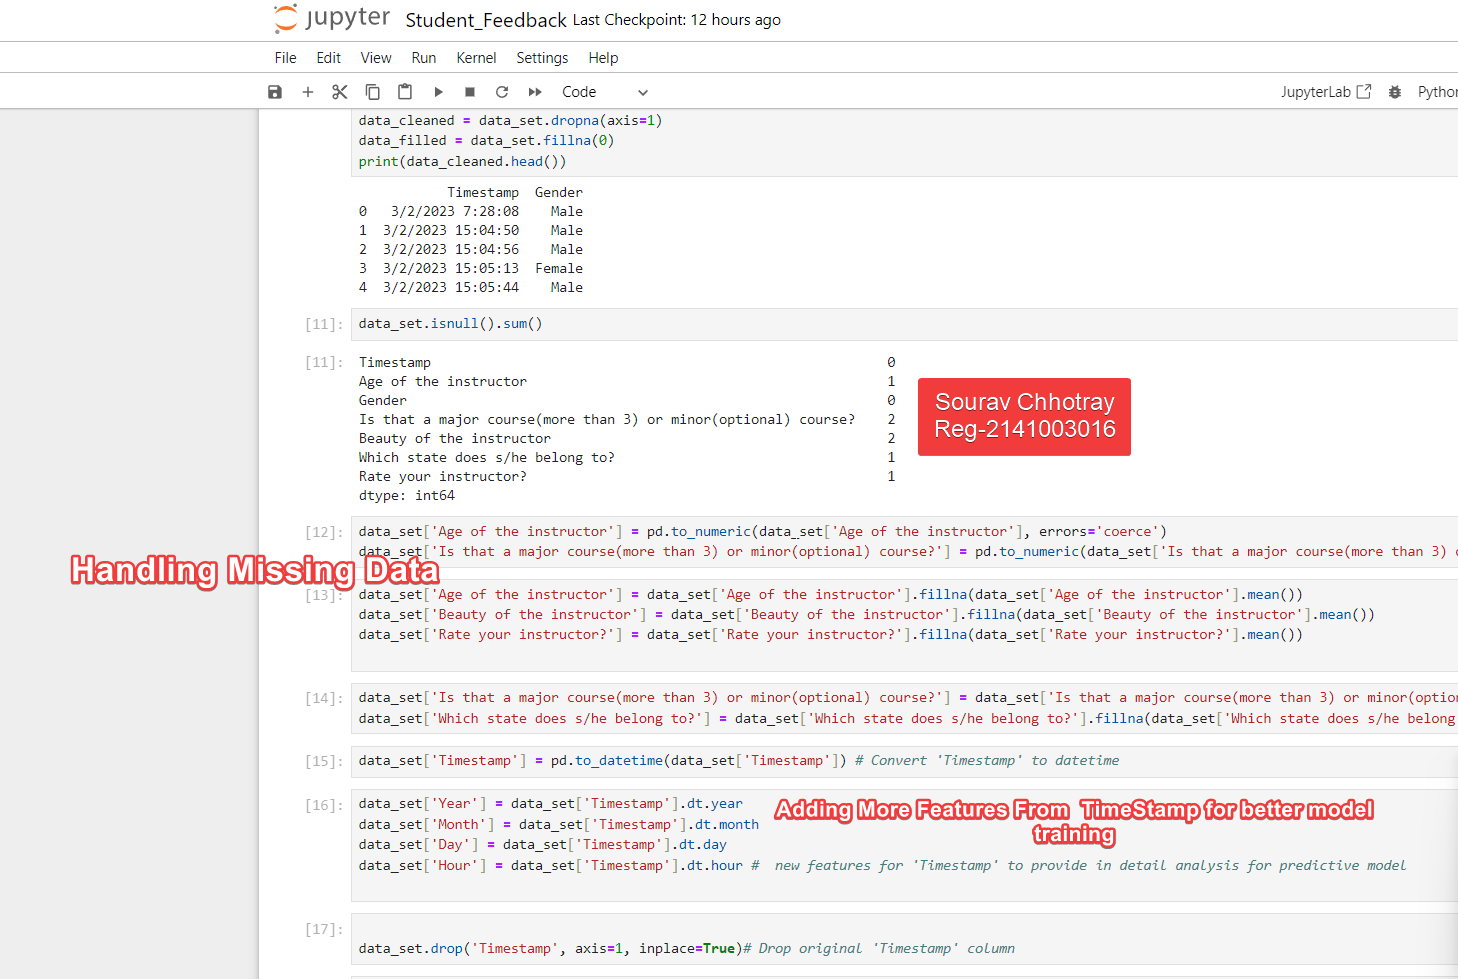 jupyter Student_Feedback Last Checkpoint: 12 hours ago
File Edit View Run Kernel Settings Help
Code JupyterLab Python
data_cleaned = data_set.dropna(axis=1)
data_filled = data_set.fillna(0)
print(data_cleaned.head())
Timestamp Gender
0 3/2/2023 7:28:08 Male
1 3/2/2023 15:04:50 Male
2 3/2/2023 15:04:56 Male
3 3/2/2023 15:05:13 Female
4 3/2/2023 15:05:44 Male
[11]: data_set.isnull().sum()
[11]: Timestamp 0
Age of the instructor 1
Gender 0
Is that a major course(more than 3) or minor(optional) course? 2
Beauty of the instructor 2
Which state does s/he belong to? 1
Rate your instructor? 1
dtype: int64
Sourav Chhotray
Reg-2141003016
[12]: data_set['Age of the instructor'] = pd.to_numeric(data_set['Age of the instructor'], errors='coerce')
data_set['Is that a major course(more than 3) or minor(optional) course?'] = pd.to_numeric(data_set['Is that a major course(more than 3)
Handling Missing Data
[13]: data_set['Age of the instructor'] = data_set['Age of the instructor'].fillna(data_set['Age of the instructor'].mean())
data_set['Beauty of the instructor'] = data_set['Beauty of the instructor'].fillna(data_set['Beauty of the instructor'].mean())
data_set['Rate your instructor?'] = data_set['Rate your instructor?'].fillna(data_set['Rate your instructor?'].mean())
[14]: data_set['Is that a major course(more than 3) or minor(optional) course?'] = data_set['Is that a major course(more than 3) or minor(option
data_set['Which state does s/he belong to?'] = data_set['Which state does s/he belong to?'].fillna(data_set['Which state does s/he belong
[15]: data_set['Timestamp'] = pd.to_datetime(data_set['Timestamp']) # Convert 'Timestamp' to datetime
[16]: data_set['Year'] = data_set['Timestamp'].dt.year
data_set['Month'] = data_set['Timestamp'].dt.month
data_set['Day'] = data_set['Timestamp'].dt.day
data_set['Hour'] = data_set['Timestamp'].dt.hour # new features for 'Timestamp' to provide in detail analysis for predictive model
Adding More Features From TimeStamp for better model
training
[17]:
data_set.drop('Timestamp', axis=1, inplace=True)# Drop original 'Timestamp' column